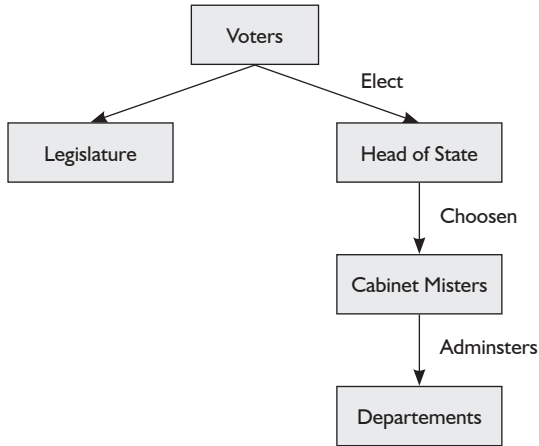 Voters
Elect
Legislature
Head of State
Choosen
Cabinet Misters
Adminsters
Departements